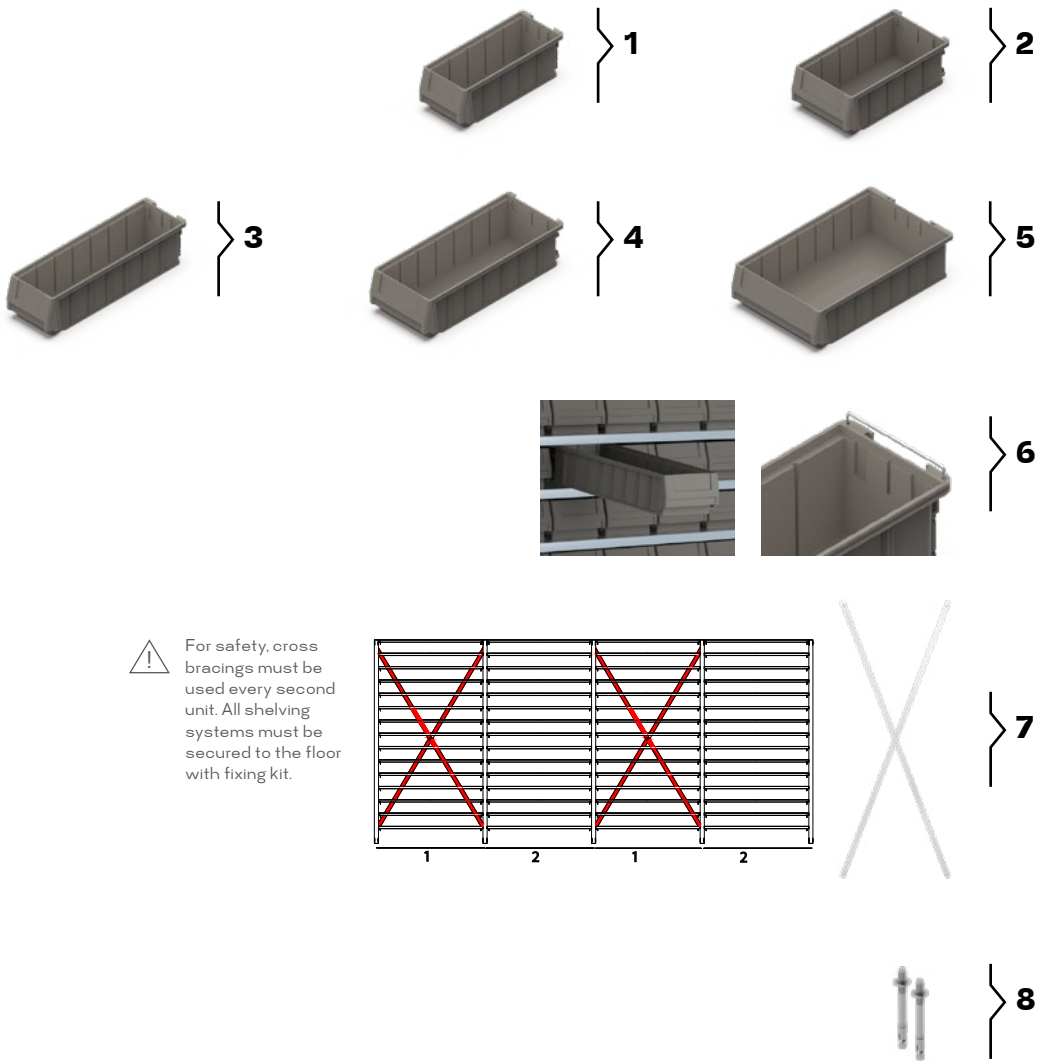 1
2
3
4
5
6
For safety, cross
bracings must be
used every second
unit. All shelving
systems must be
secured to the floor
with fixing kit.
7
1 2 1 2
8